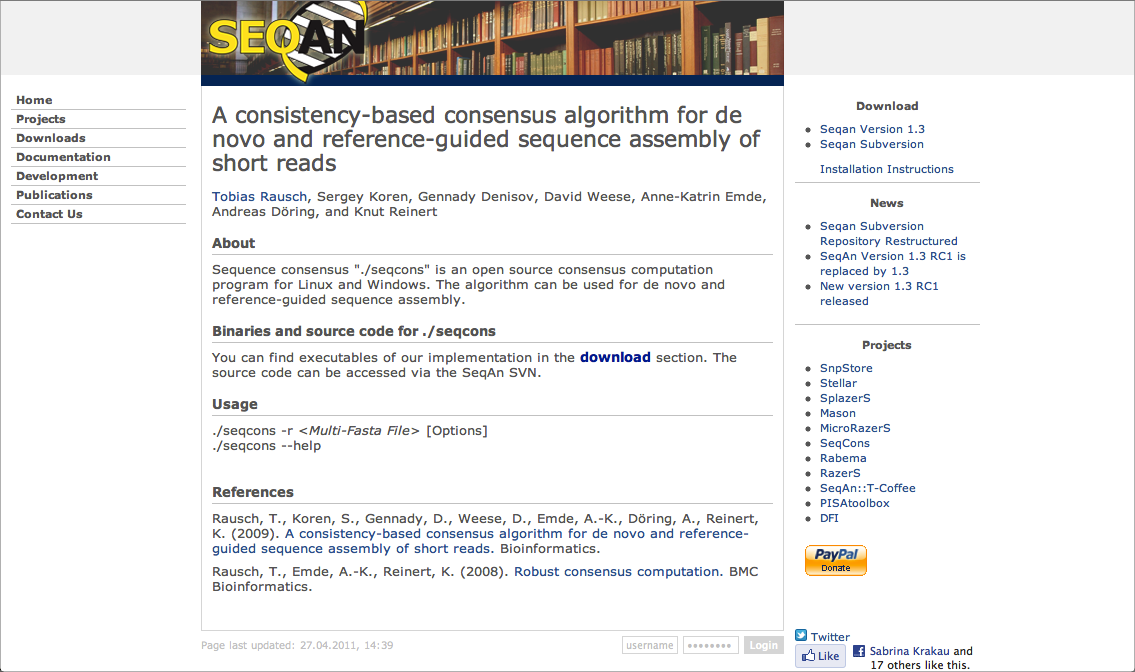 SEQAN
Home
Projects
Downloads
Documentation
Development
Publications
Contact Us
A consistency-based consensus algorithm for de
novo and reference-guided sequence assembly of
short reads
Tobias Rausch, Sergey Koren, Gennady Denisov, David Weese, Anne-Katrin Emde,
Andreas Döring, and Knut Reinert
About
Sequence consensus "./seqcons" is an open source consensus computation
program for Linux and Windows. The algorithm can be used for de novo and
reference-guided sequence assembly.
Binaries and source code for ./seqcons
You can find executables of our implementation in the download section. The
source code can be accessed via the SeqAn SVN.
Usage
./seqcons -r <Multi-Fasta File> [Options]
./seqcons --help
References
Rausch, T., Koren, S., Gennady, D., Weese, D., Emde, A.-K., Döring, A., Reinert,
K. (2009). A consistency-based consensus algorithm for de novo and reference-
guided sequence assembly of short reads. Bioinformatics.
Rausch, T., Emde, A.-K., Reinert, K. (2008). Robust consensus computation. BMC
Bioinformatics.
Page last updated: 27.04.2011, 14:39
username •••••••• Login
Download
Seqan Version 1.3
Seqan Subversion
Installation Instructions
News
Seqan Subversion
Repository Restructured
SeqAn Version 1.3 RC1 is
replaced by 1.3
New version 1.3 RC1
released
Projects
SnpStore
Stellar
SplazerS
Mason
MicroRazerS
SeqCons
Rabema
RazerS
SeqAn::T-Coffee
PISAtoolbox
DFI
PayPal
Donate
Twitter
Like
Sabrina Krakau and
17 others like this.